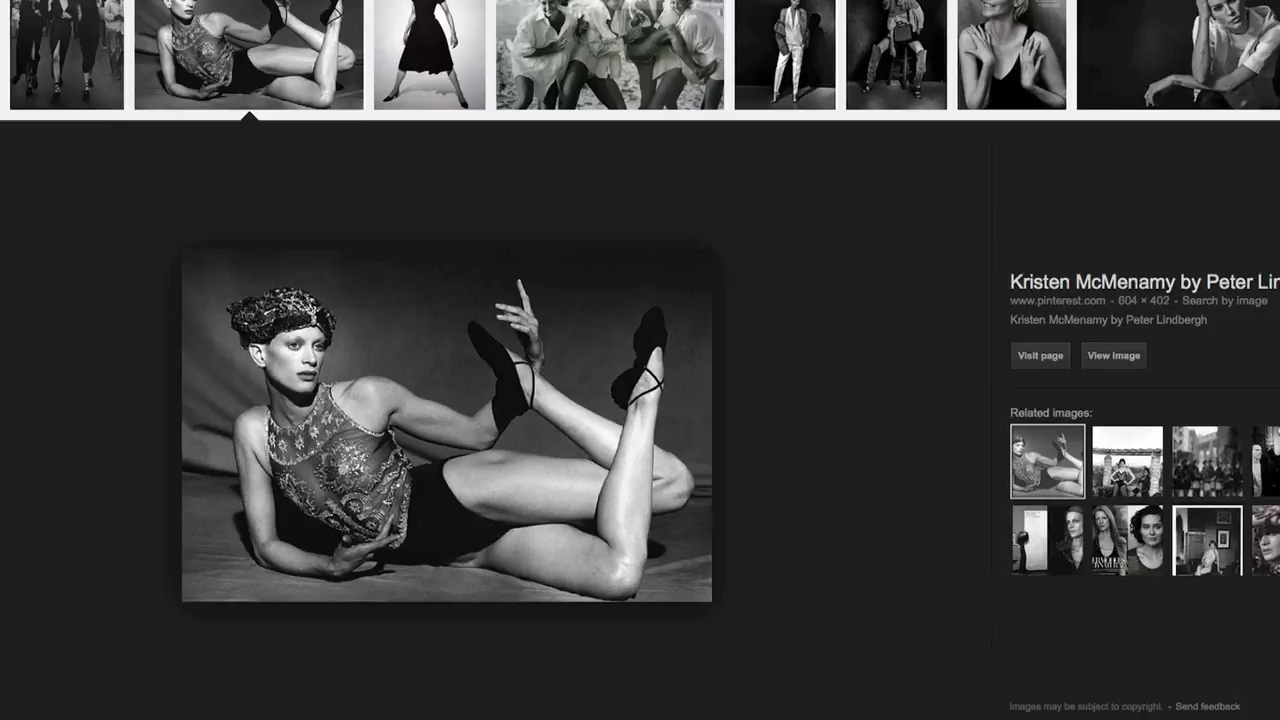 Kristen McMenamy by Peter Lin
www.pinterest.com - 604 × 402 - Search by image
Kristen McMenamy by Peter Lindbergh
Visit page View image
Related images:
Images may be subject to copyright. - Send feedback